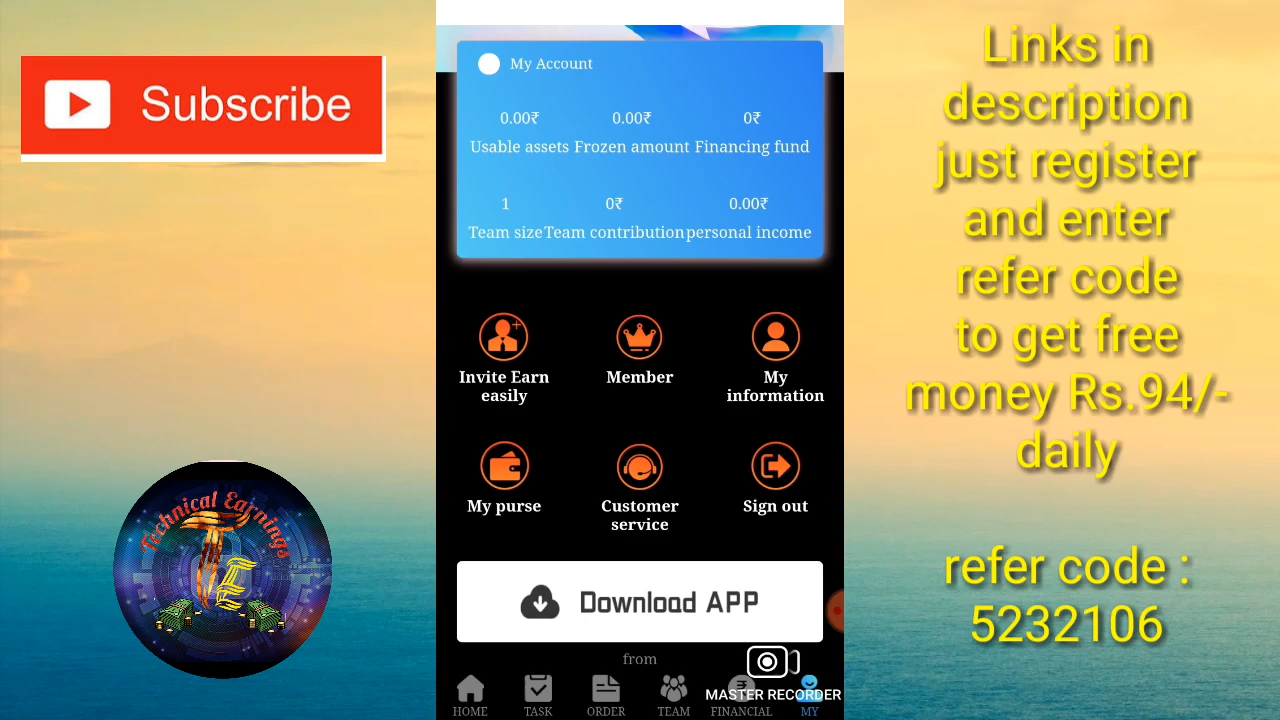 Subscribe
Technical Earnings
TE
My Account
0.00₹ 0.00₹ 0₹
Usable assets Frozen amount Financing fund
1 0₹ 0.00₹
Team size Team contribution personal income
Invite Earn
easily
Member
My
information
My purse
Customer
service
Sign out
Download APP
from
MASTER RECORDER
HOME TASK ORDER TEAM FINANCIAL MY
Links in
description
just register
and enter
refer code
to get free
money Rs.94/-
daily
refer code :
5232106